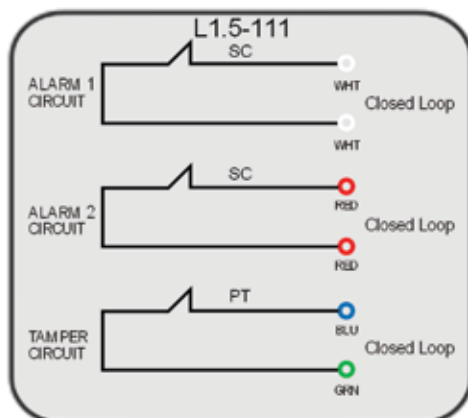 L1.5-111
SC
WHT
ALARM 1
CIRCUIT
Closed Loop
WHT
SC
RED
ALARM 2
CIRCUIT
Closed Loop
RED
PT
BLU
TAMPER
CIRCUIT
Closed Loop
GRN